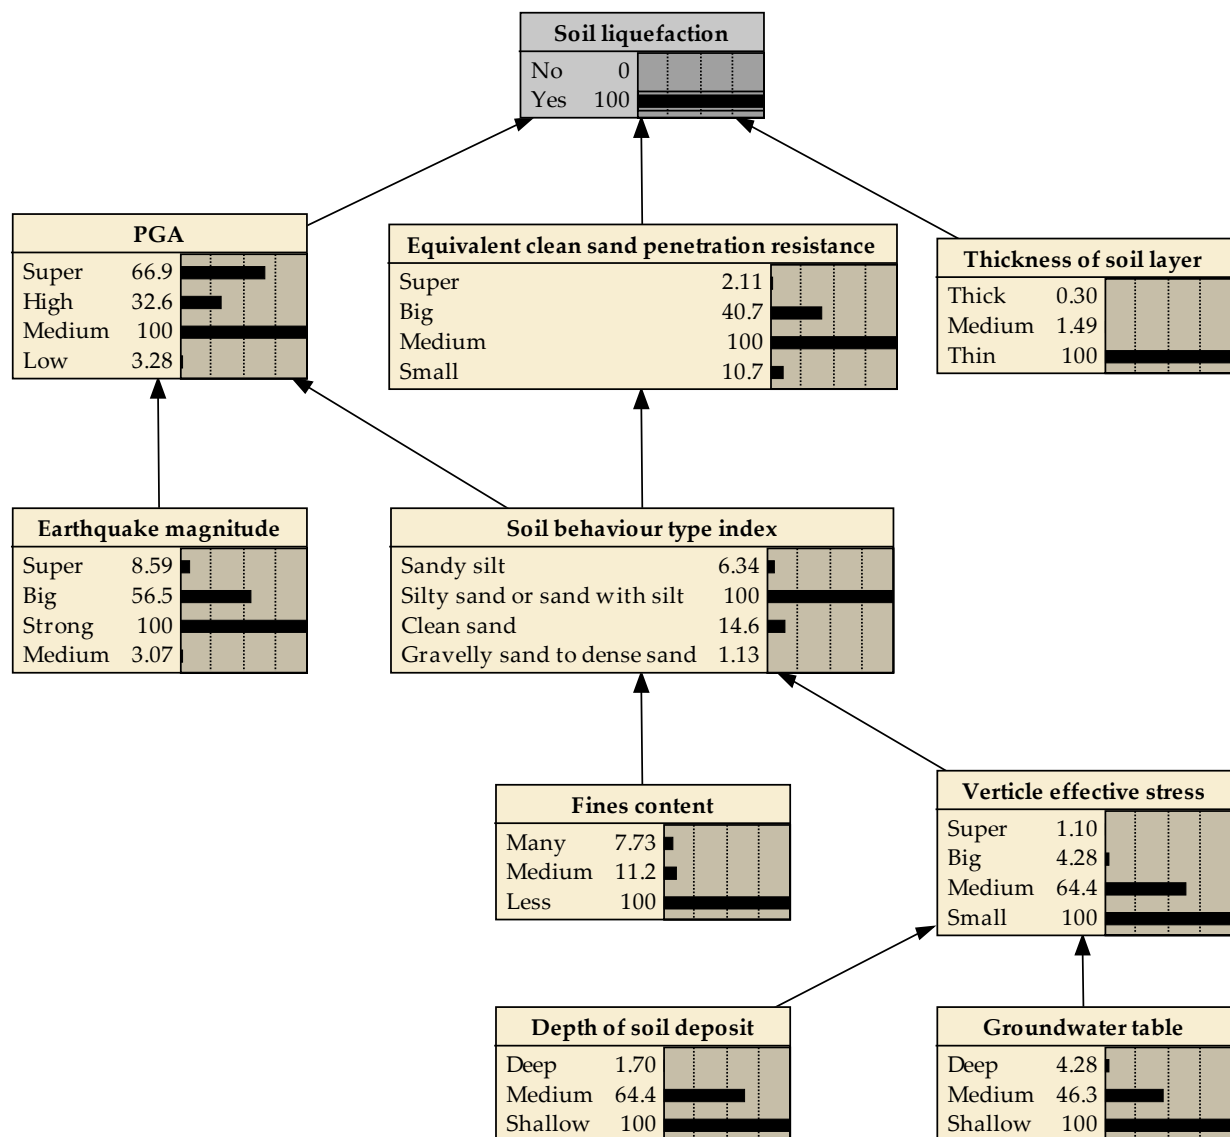 Soil liquefaction
No 0
Yes 100
PGA
Super 66.9
High 32.6
Medium 100
Low 3.28
Equivalent clean sand penetration resistance
Super 2.11
Big 40.7
Medium 100
Small 10.7
Thickness of soil layer
Thick 0.30
Medium 1.49
Thin 100
Earthquake magnitude
Super 8.59
Big 56.5
Strong 100
Medium 3.07
Soil behaviour type index
Sandy silt 6.34
Silty sand or sand with silt 100
Clean sand 14.6
Gravelly sand to dense sand 1.13
Fines content
Many 7.73
Medium 11.2
Less 100
Verticle effective stress
Super 1.10
Big 4.28
Medium 64.4
Small 100
Depth of soil deposit
Deep 1.70
Medium 64.4
Shallow 100
Groundwater table
Deep 4.28
Medium 46.3
Shallow 100